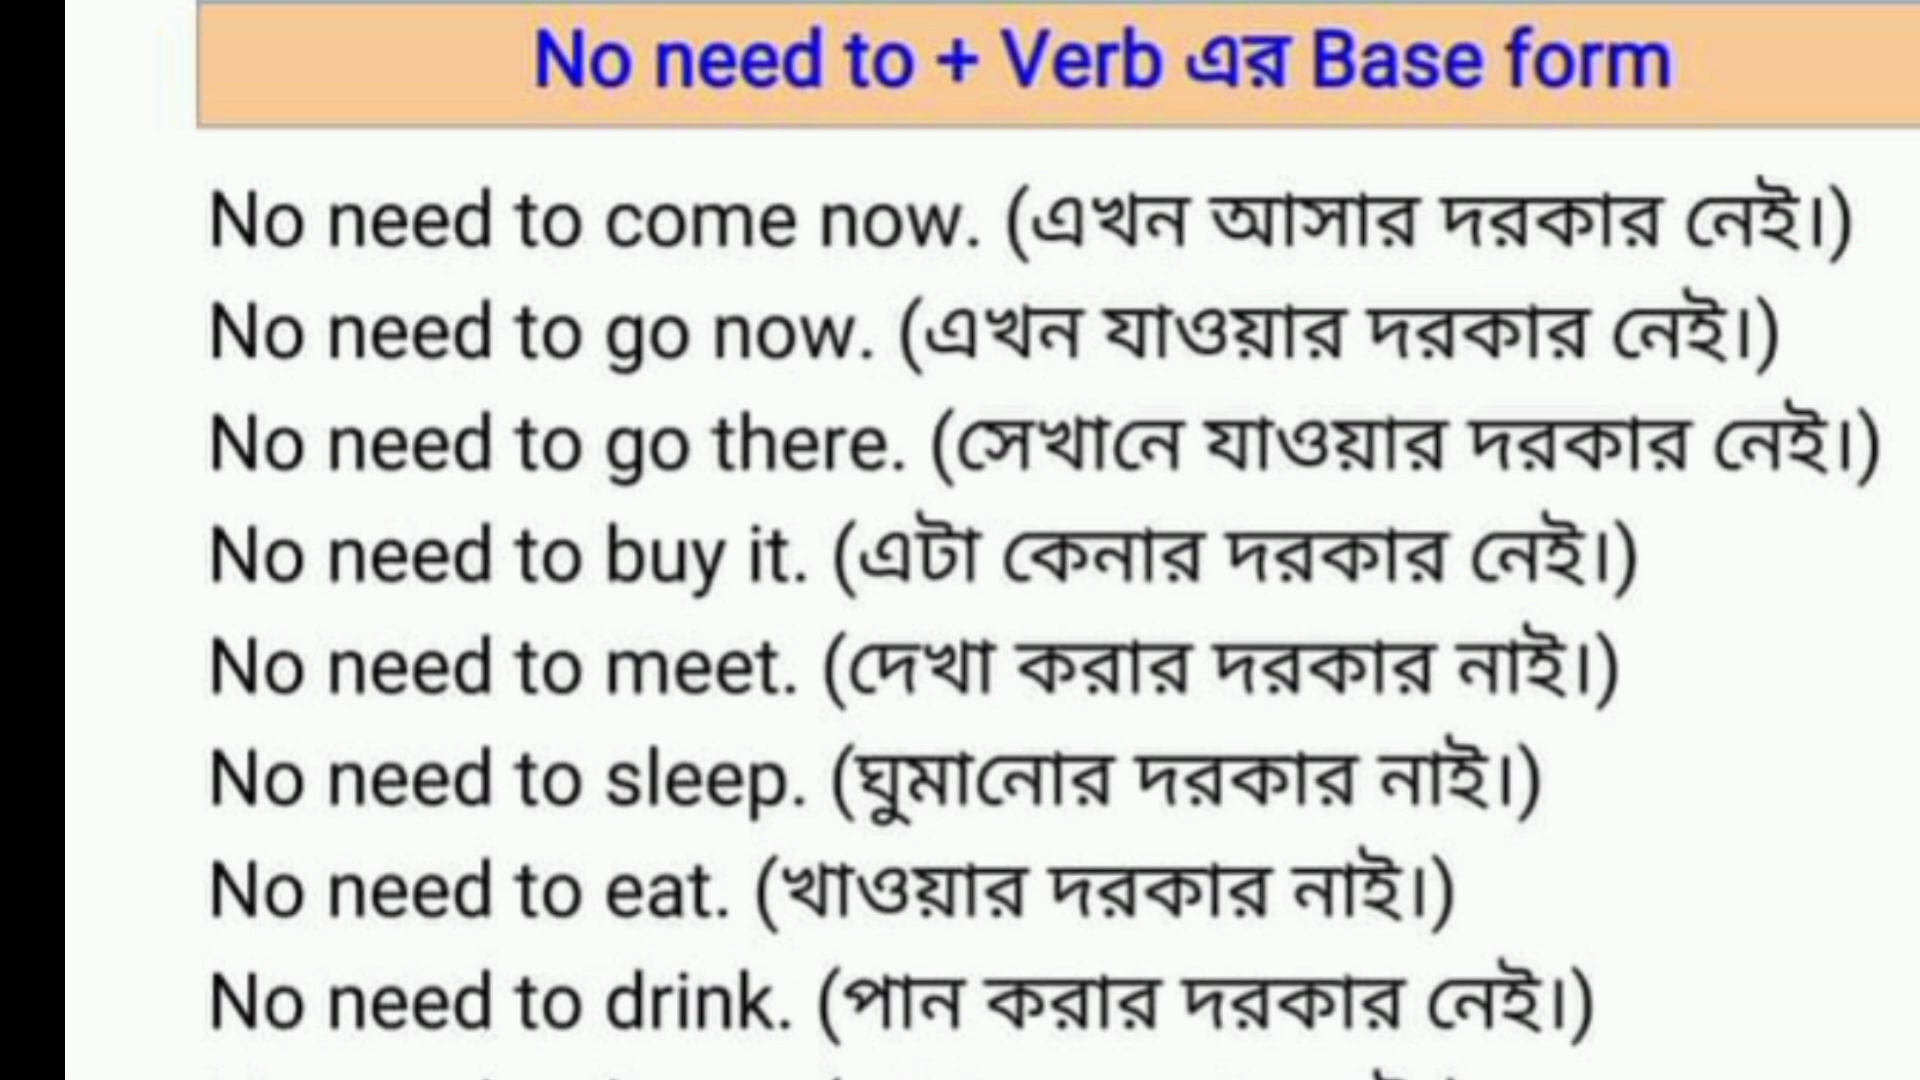 No need to + Verb এর Base form
No need to come now. (এখন আসার দরকার নেই।)
No need to go now. (এখন যাওয়ার দরকার নেই।)
No need to go there. (সেখানে যাওয়ার দরকার নেই।)
No need to buy it. (এটা কেনার দরকার নেই।)
No need to meet. (দেখা করার দরকার নাই।)
No need to sleep. (ঘুমানোর দরকার নাই।)
No need to eat. (খাওয়ার দরকার নাই।)
No need to drink. (পান করার দরকার নেই।)